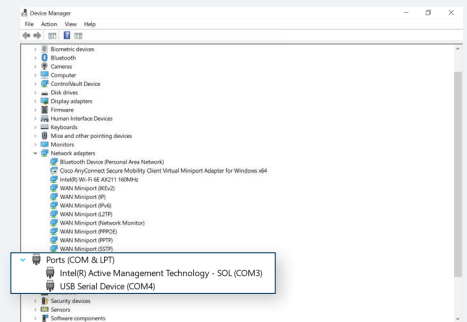 Device Manager
File Action View Help
Biometric devices
Bluetooth
Cameras
Computer
ControlVault Device
Disk drives
Display adapters
Firmware
Human Interface Devices
Keyboards
Mice and other pointing devices
Monitors
Network adapters
Bluetooth Device (Personal Area Network)
Cisco AnyConnect Secure Mobility Client Virtual Miniport Adapter for Windows x64
Intel(R) Wi-Fi 6E AX211 160MHz
WAN Miniport (IKEv2)
WAN Miniport (IP)
WAN Miniport (IPv6)
WAN Miniport (L2TP)
WAN Miniport (Network Monitor)
WAN Miniport (PPPOE)
WAN Miniport (PPTP)
WAN Miniport (SSTP)
Ports (COM & LPT)
Intel(R) Active Management Technology - SOL (COM3)
USB Serial Device (COM4)
Security devices
Sensors
Software components